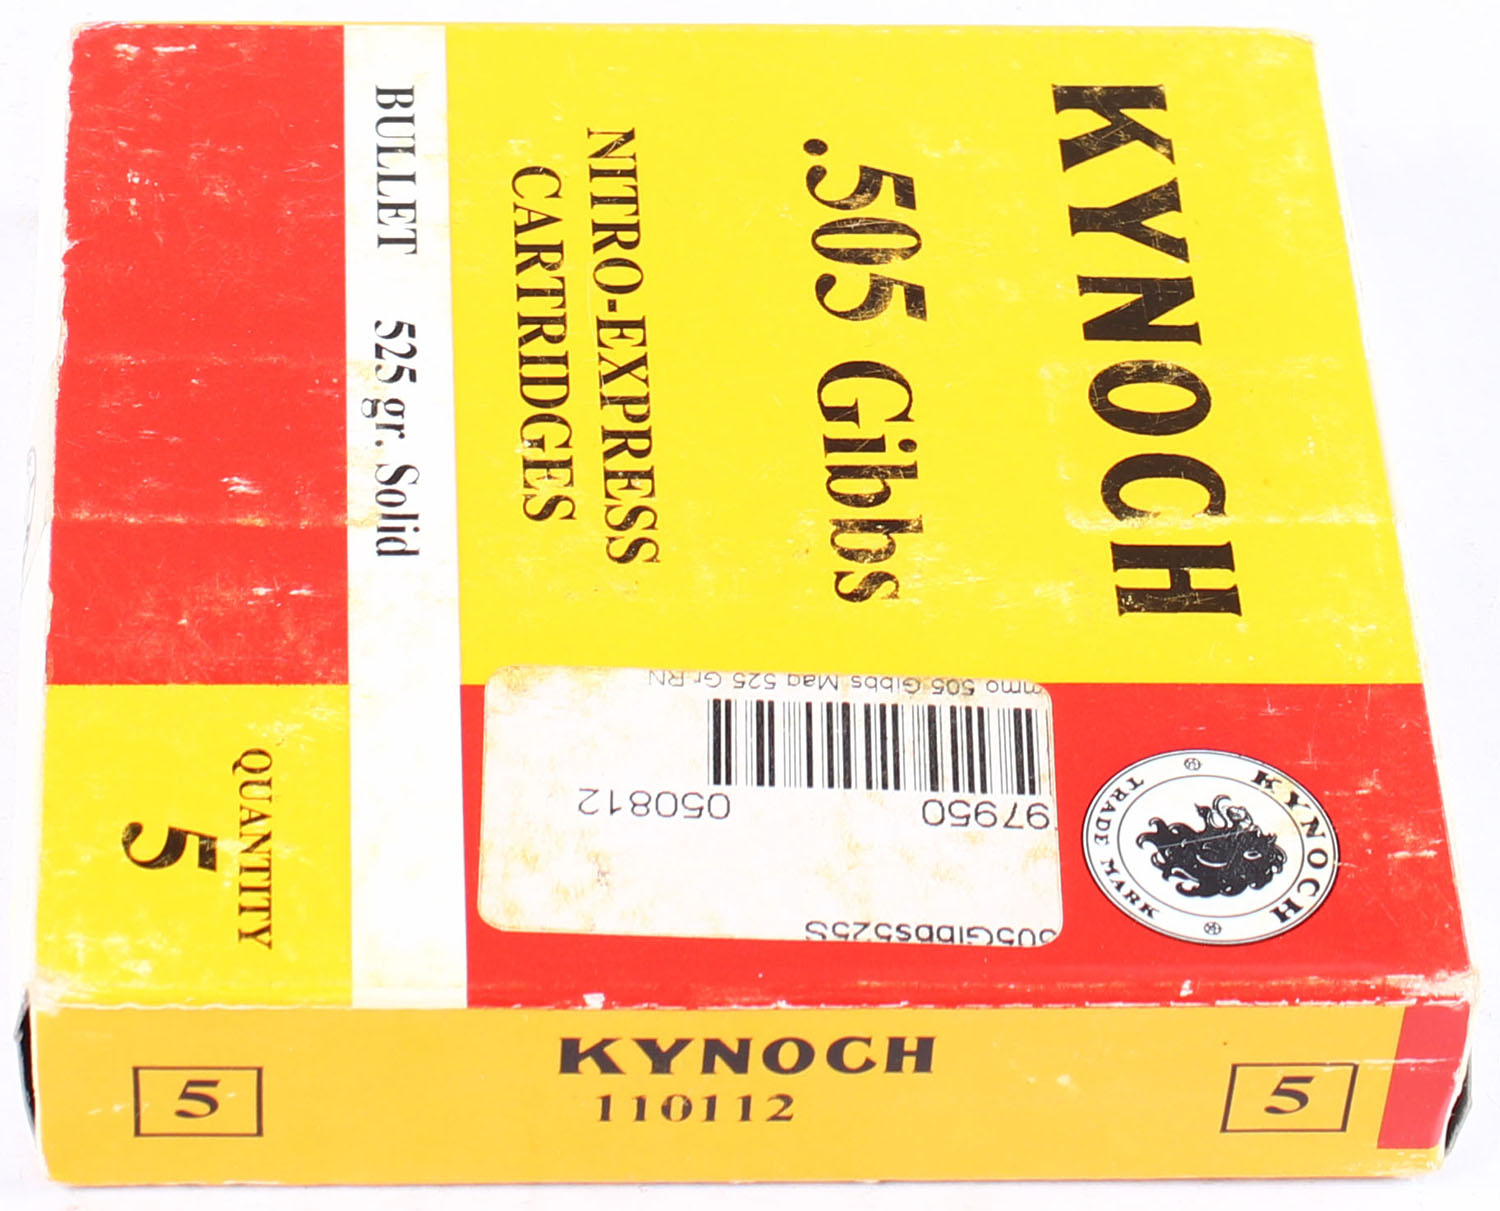 KYNOCH
.505 Gibbs
NITRO-EXPRESS
CARTRIDGES
BULLET 525 gr. Solid
QUANTITY
5
505 Gibbs Mag 525 Gr RN
97950 050812
505Gibbs525S
KYNOCH
TRADE MARK
5
KYNOCH
110112
5